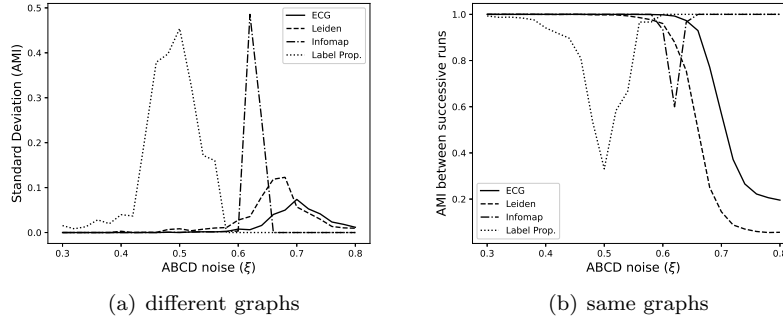 0.5
0.4
0.3
0.2
0.1
0.0
Standard Deviation (AMI)
ECG
Leiden
Infomap
Label Prop.
0.3 0.4 0.5 0.6 0.7 0.8
ABCD noise (ξ)
(a) different graphs
1.0
0.8
0.6
0.4
0.2
AMI between successive runs
ECG
Leiden
Infomap
Label Prop.
0.3 0.4 0.5 0.6 0.7 0.8
ABCD noise (ξ)
(b) same graphs